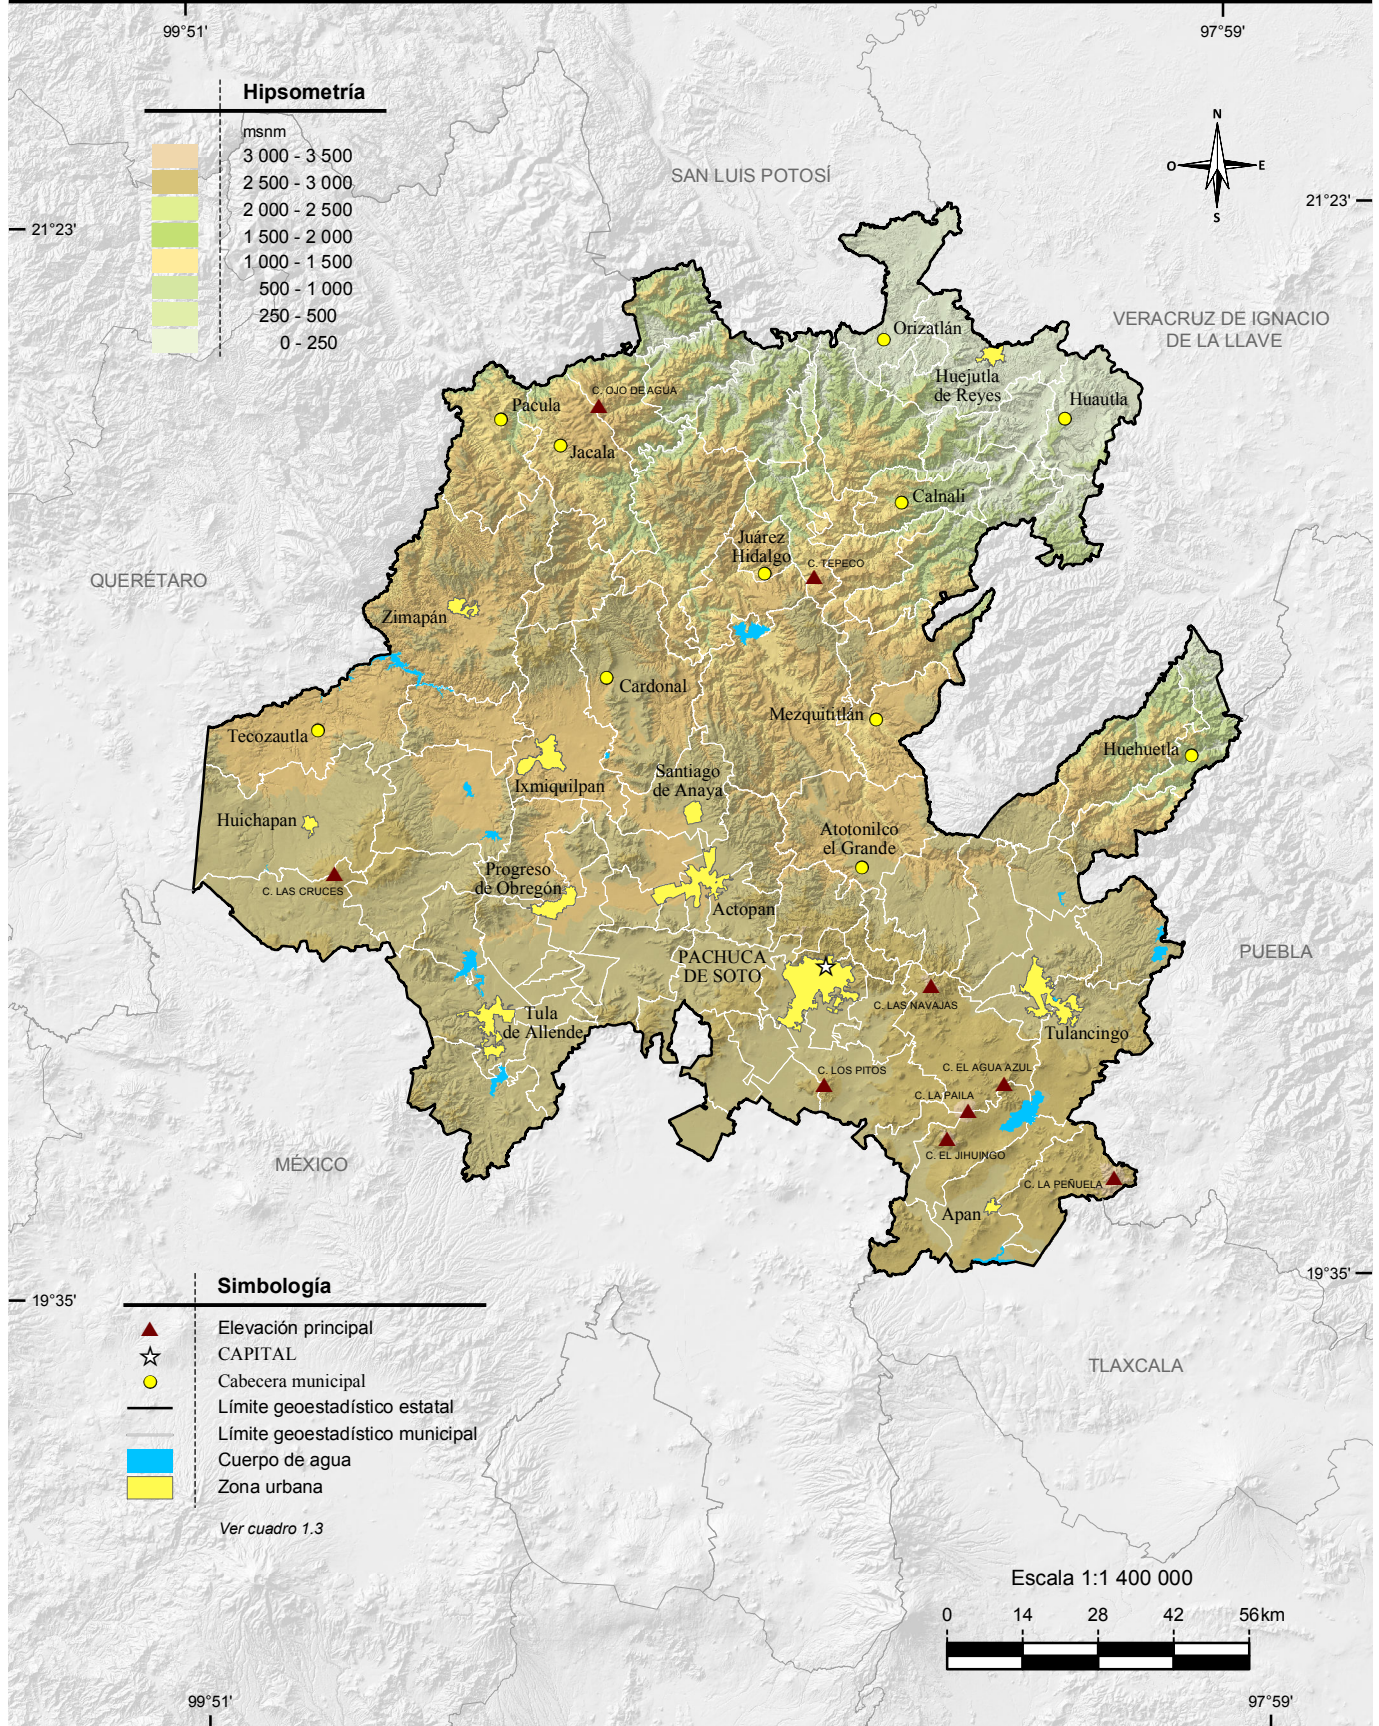 99°51'
97°59'
Hipsometría
msnm
3 000 - 3 500
2 500 - 3 000
2 000 - 2 500
1 500 - 2 000
1 000 - 1 500
500 - 1 000
250 - 500
0 - 250
N
O
E
S
SAN LUIS POTOSÍ
21°23'
21°23'
VERACRUZ DE IGNACIO
DE LA LLAVE
Orizatlán
Huejutla
de Reyes
Huautla
C. OJO DE AGUA
Pacula
Jacala
Calnali
Juárez
Hidalgo
C. TEPECO
QUERÉTARO
Zimapán
Cardonal
Mezquititlán
Tecozautla
Huehuetla
Ixmiquilpan
Santiago
de Anaya
Huichapan
Atotonilco
el Grande
C. LAS CRUCES
Progreso
de Obregón
Actopan
PACHUCA
DE SOTO
PUEBLA
C. LAS NAVAJAS
Tula
de Allende
Tulancingo
C. LOS PITOS
C. EL AGUA AZUL
C. LA PAILA
C. EL JIHUINGO
MÉXICO
C. LA PEÑUELA
Apan
19°35'
19°35'
Simbología
Elevación principal
CAPITAL
Cabecera municipal
Límite geoestadístico estatal
Límite geoestadístico municipal
Cuerpo de agua
Zona urbana
Ver cuadro 1.3
TLAXCALA
Escala 1:1 400 000
0 14 28 42 56 km
99°51'
97°59'